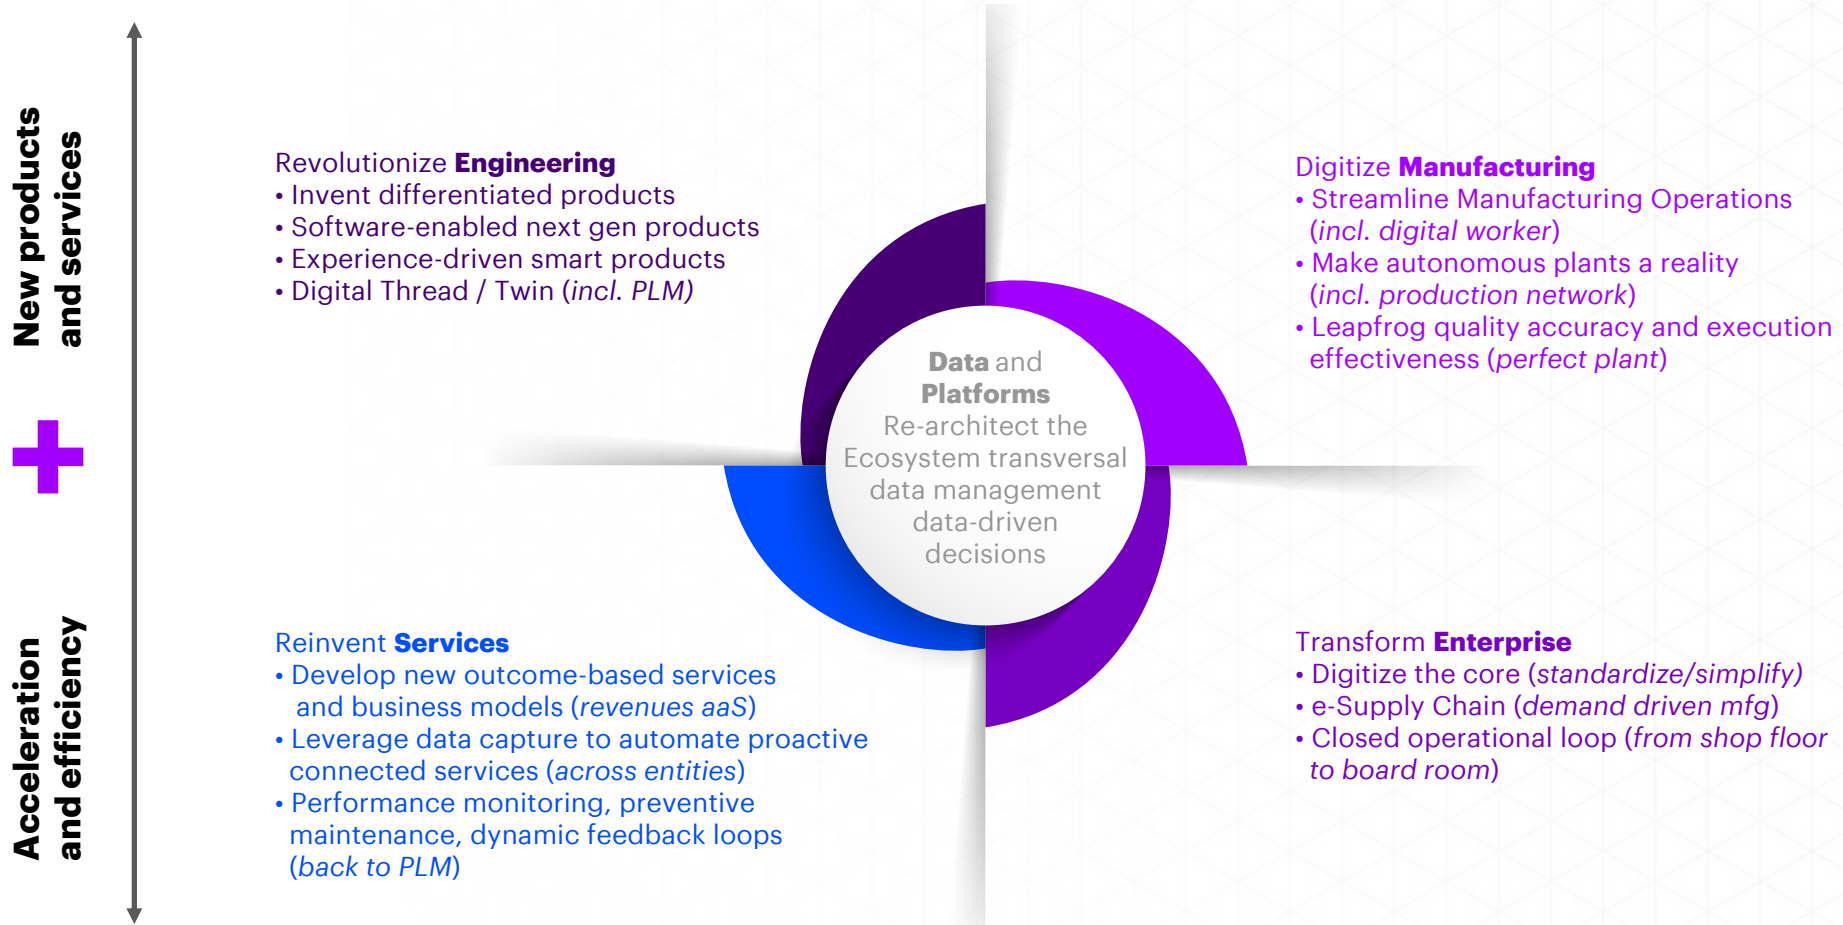 New products
and services
Acceleration
and efficiency
Revolutionize Engineering
• Invent differentiated products
• Software-enabled next gen products
• Experience-driven smart products
• Digital Thread / Twin (incl. PLM)
Digitize Manufacturing
• Streamline Manufacturing Operations
(incl. digital worker)
• Make autonomous plants a reality
(incl. production network)
• Leapfrog quality accuracy and execution
effectiveness (perfect plant)
Data and
Platforms
Re-architect the
Ecosystem transversal
data management
data-driven
decisions
Reinvent Services
• Develop new outcome-based services
and business models (revenues aaS)
• Leverage data capture to automate proactive
connected services (across entities)
• Performance monitoring, preventive
maintenance, dynamic feedback loops
(back to PLM)
Transform Enterprise
• Digitize the core (standardize/simplify)
• e-Supply Chain (demand driven mfg)
• Closed operational loop (from shop floor
to board room)